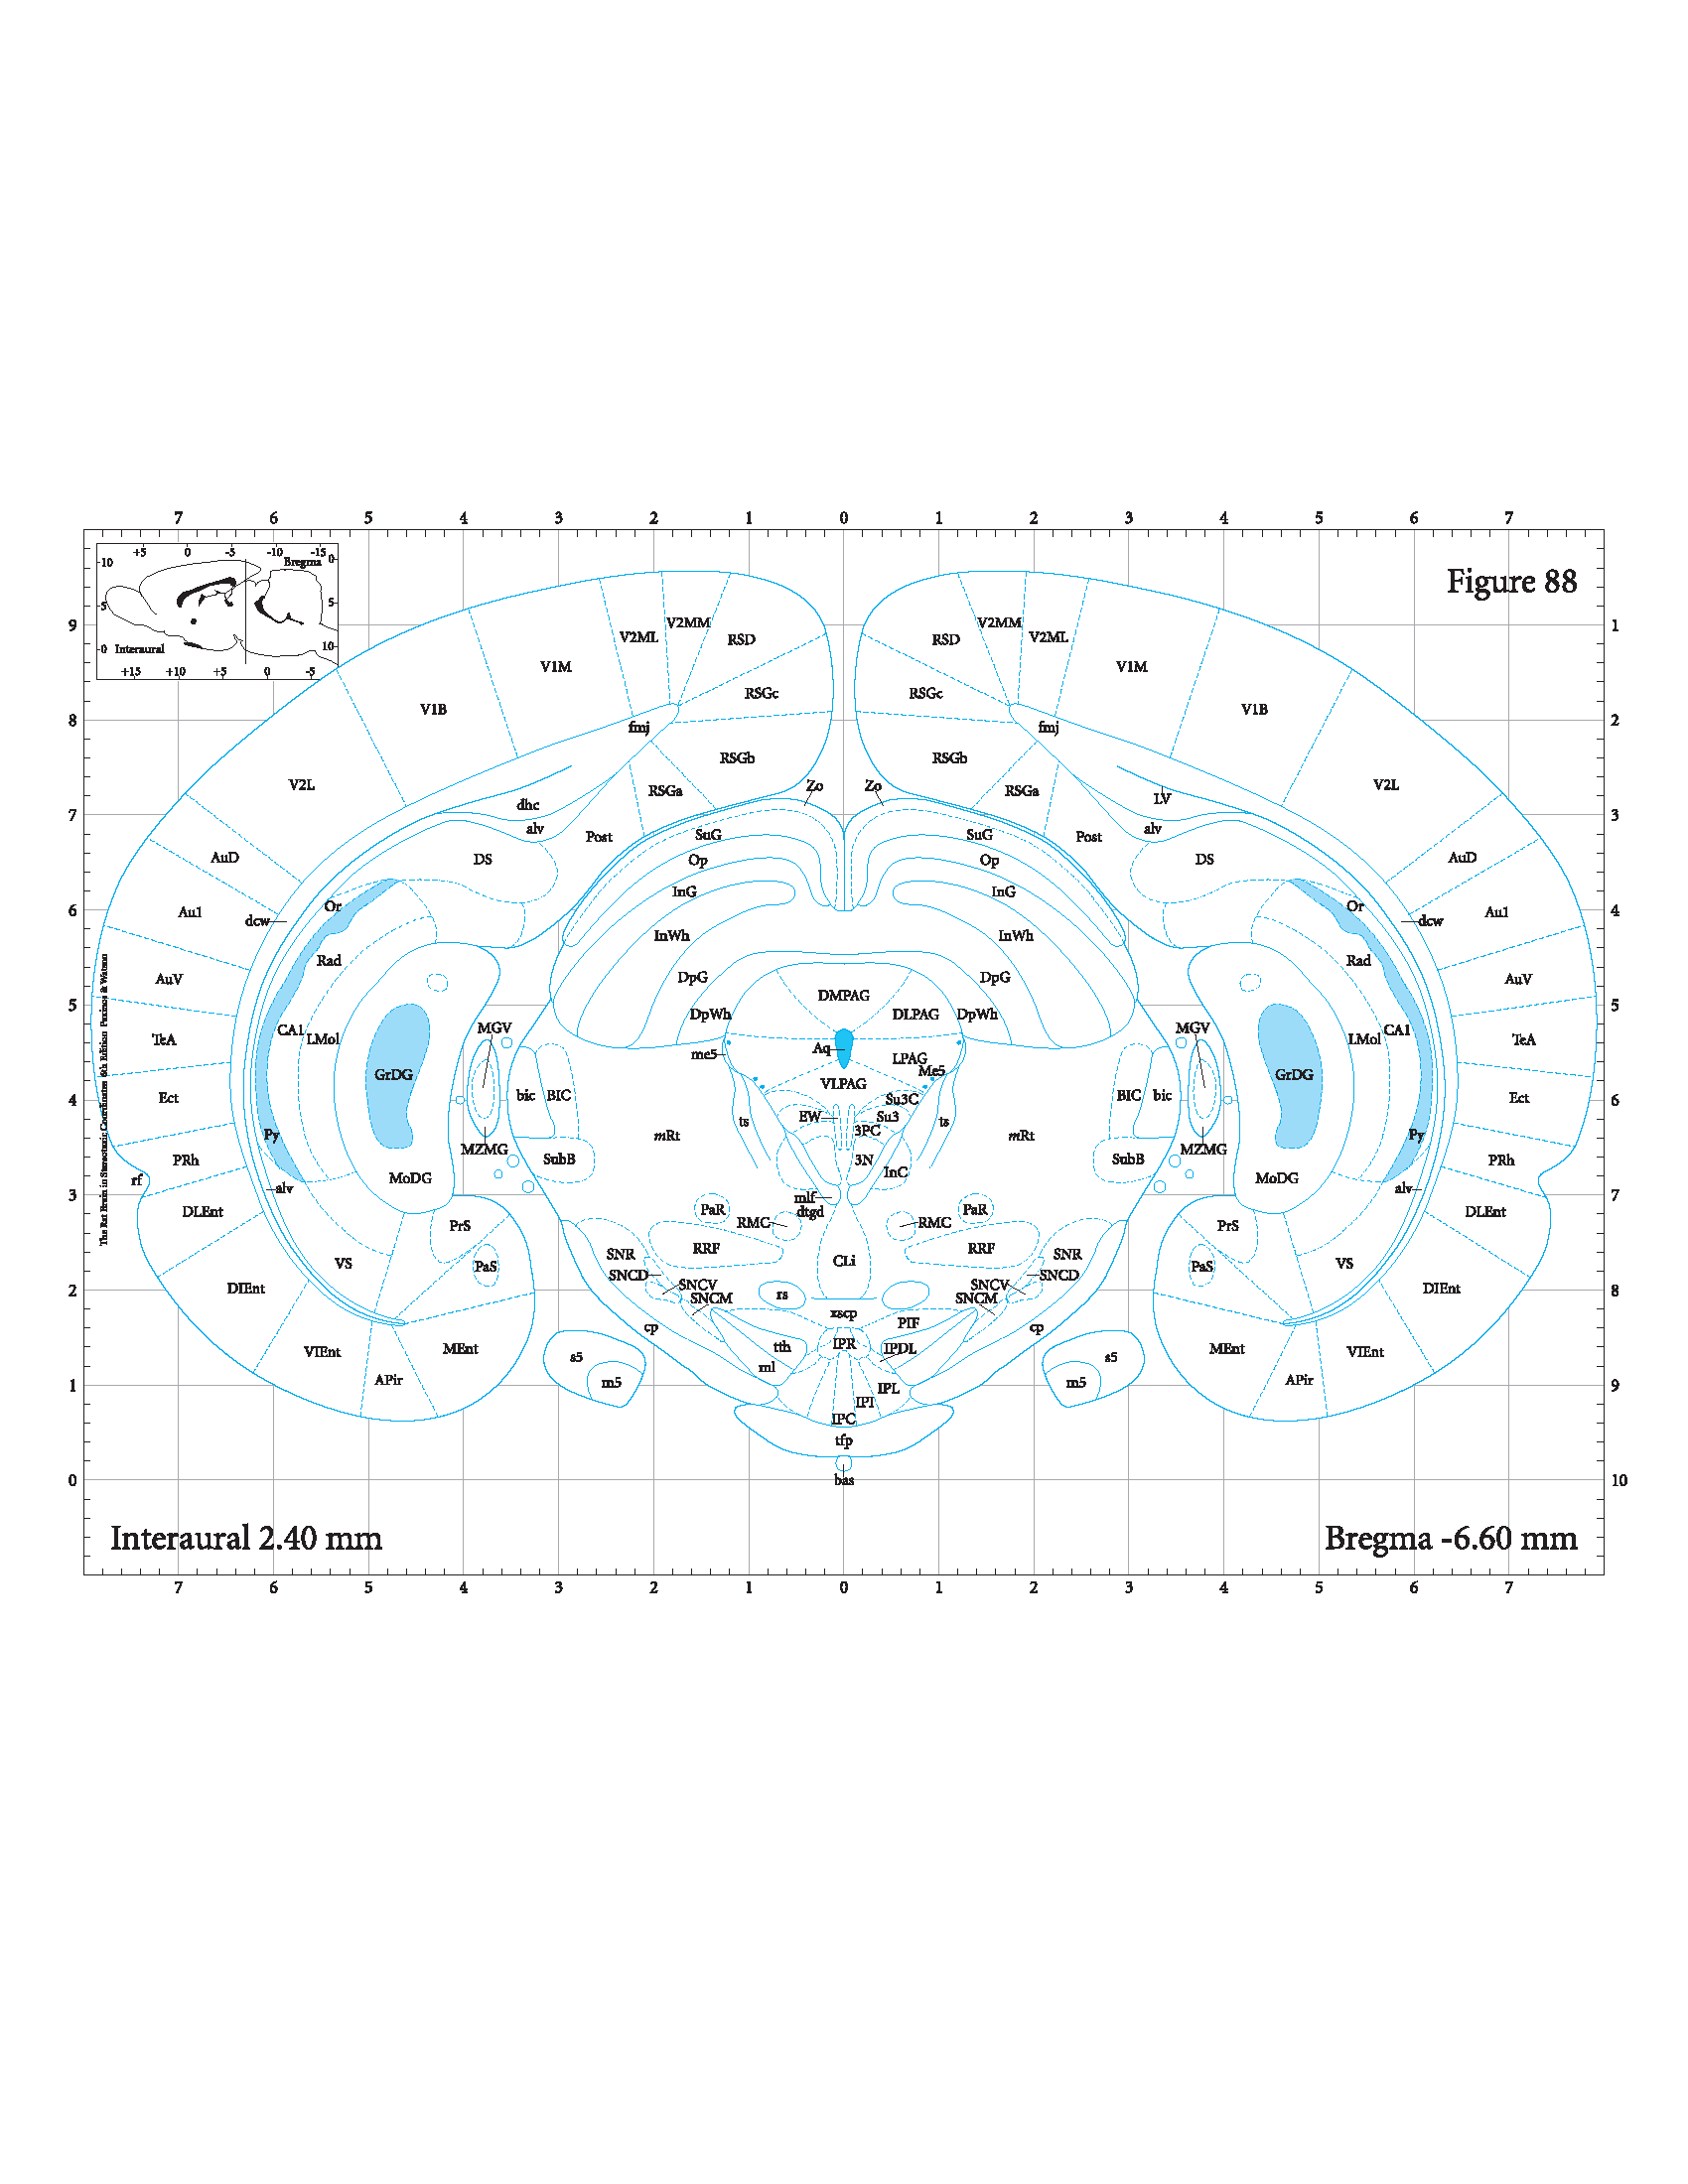 7 6 5 4 3 2 1 0 1 2 3 4 5 6 7
+5 0 -5 -10 -15
Bregma
10 0
5 5
0 Interaural 10
+15 +10 +5 0 -5
Figure 88
9 1
V2MM V2MM
V2ML RSD RSD V2ML
V1M V1M
RSGc RSGc
V1B V1B
8 2
fmj fmj
RSGb RSGb
V2L RSGa Zo Zo RSGa V2L
dhc LV
7 3
alv Post SuG SuG Post alv
AuD DS Op Op DS AuD
InG InG
Au1 Or Or Au1
6 4
dcw dcw
InWh InWh
Rad Rad
AuV DpG DpG AuV
DMPAG
5 5
DpWh DLPAG DpWh
MGV MGV
TeA CA1 LMol CA1 LMol TeA
me5 Aq LPAG
Me5
GrDG VLPAG GrDG
Ect bic BIC Su3C BIC bic Ect
4 6
EW Su3
ts 3PC ts
Py mRt mRt Py
MZMG MZMG
PRh SubB 3N SubB PRh
InC
rf MoDG MoDG
alv mlf alv
3 7
DLEnt PaR dtgd PaR DLEnt
PrS RMC RMC PrS
SNR RRF RRF SNR
VS PaS CLi PaS VS
SNCD SNCD
DIEnt SNCV SNCV DIEnt
SNCM rs SNCM
2 8
cp xscp PIF cp
VIEnt MEnt s5 tth IPR IPDL s5 MEnt VIEnt
ml
APir m5 IPL m5 APir
1 9
IPI
IPC
tfp
0 bas 10
The Rat Brain in Stereotaxic Coordinates 6th Edition Paxinos & Watson
Interaural 2.40 mm
Bregma -6.60 mm
7 6 5 4 3 2 1 0 1 2 3 4 5 6 7